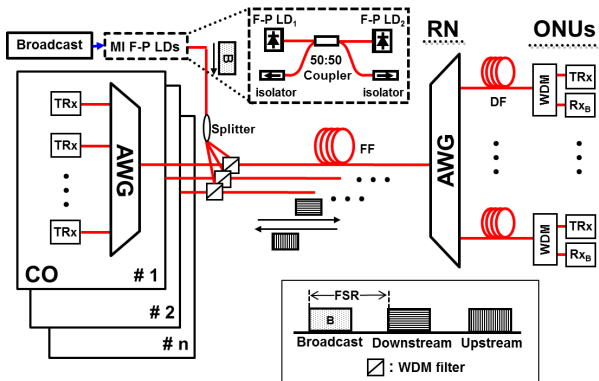 Broadcast
MI F-P LDs
B
F-P LD1
F-P LD2
50:50
Coupler
isolator
isolator
RN
ONUs
TRx
TRx
TRx
AWG
CO
# 1
# 2
# n
Splitter
FF
AWG
DF
WDM
TRx
RxB
WDM
TRx
RxB
FSR
B
Broadcast
Downstream
Upstream
: WDM filter